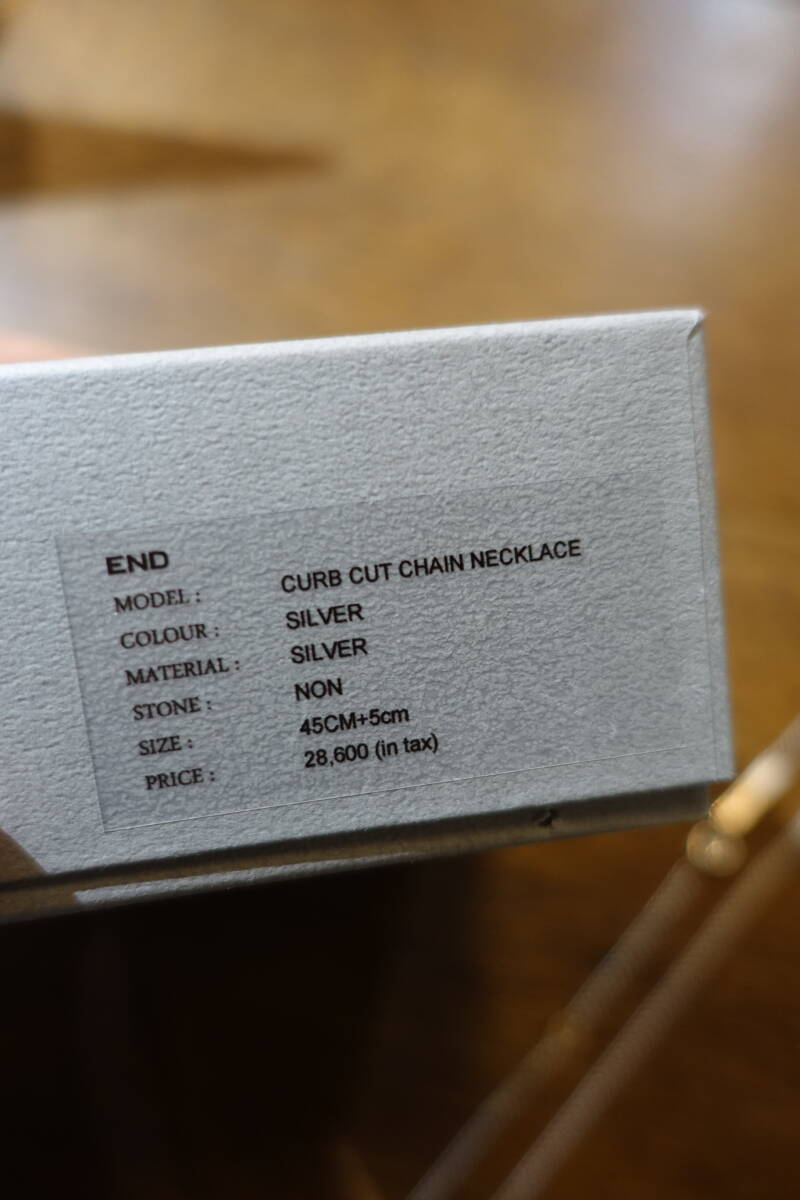 END
MODEL : CURB CUT CHAIN NECKLACE
COLOUR : SILVER
MATERIAL : SILVER
STONE : NON
SIZE : 45CM+5cm
PRICE : 28,600 (in tax)